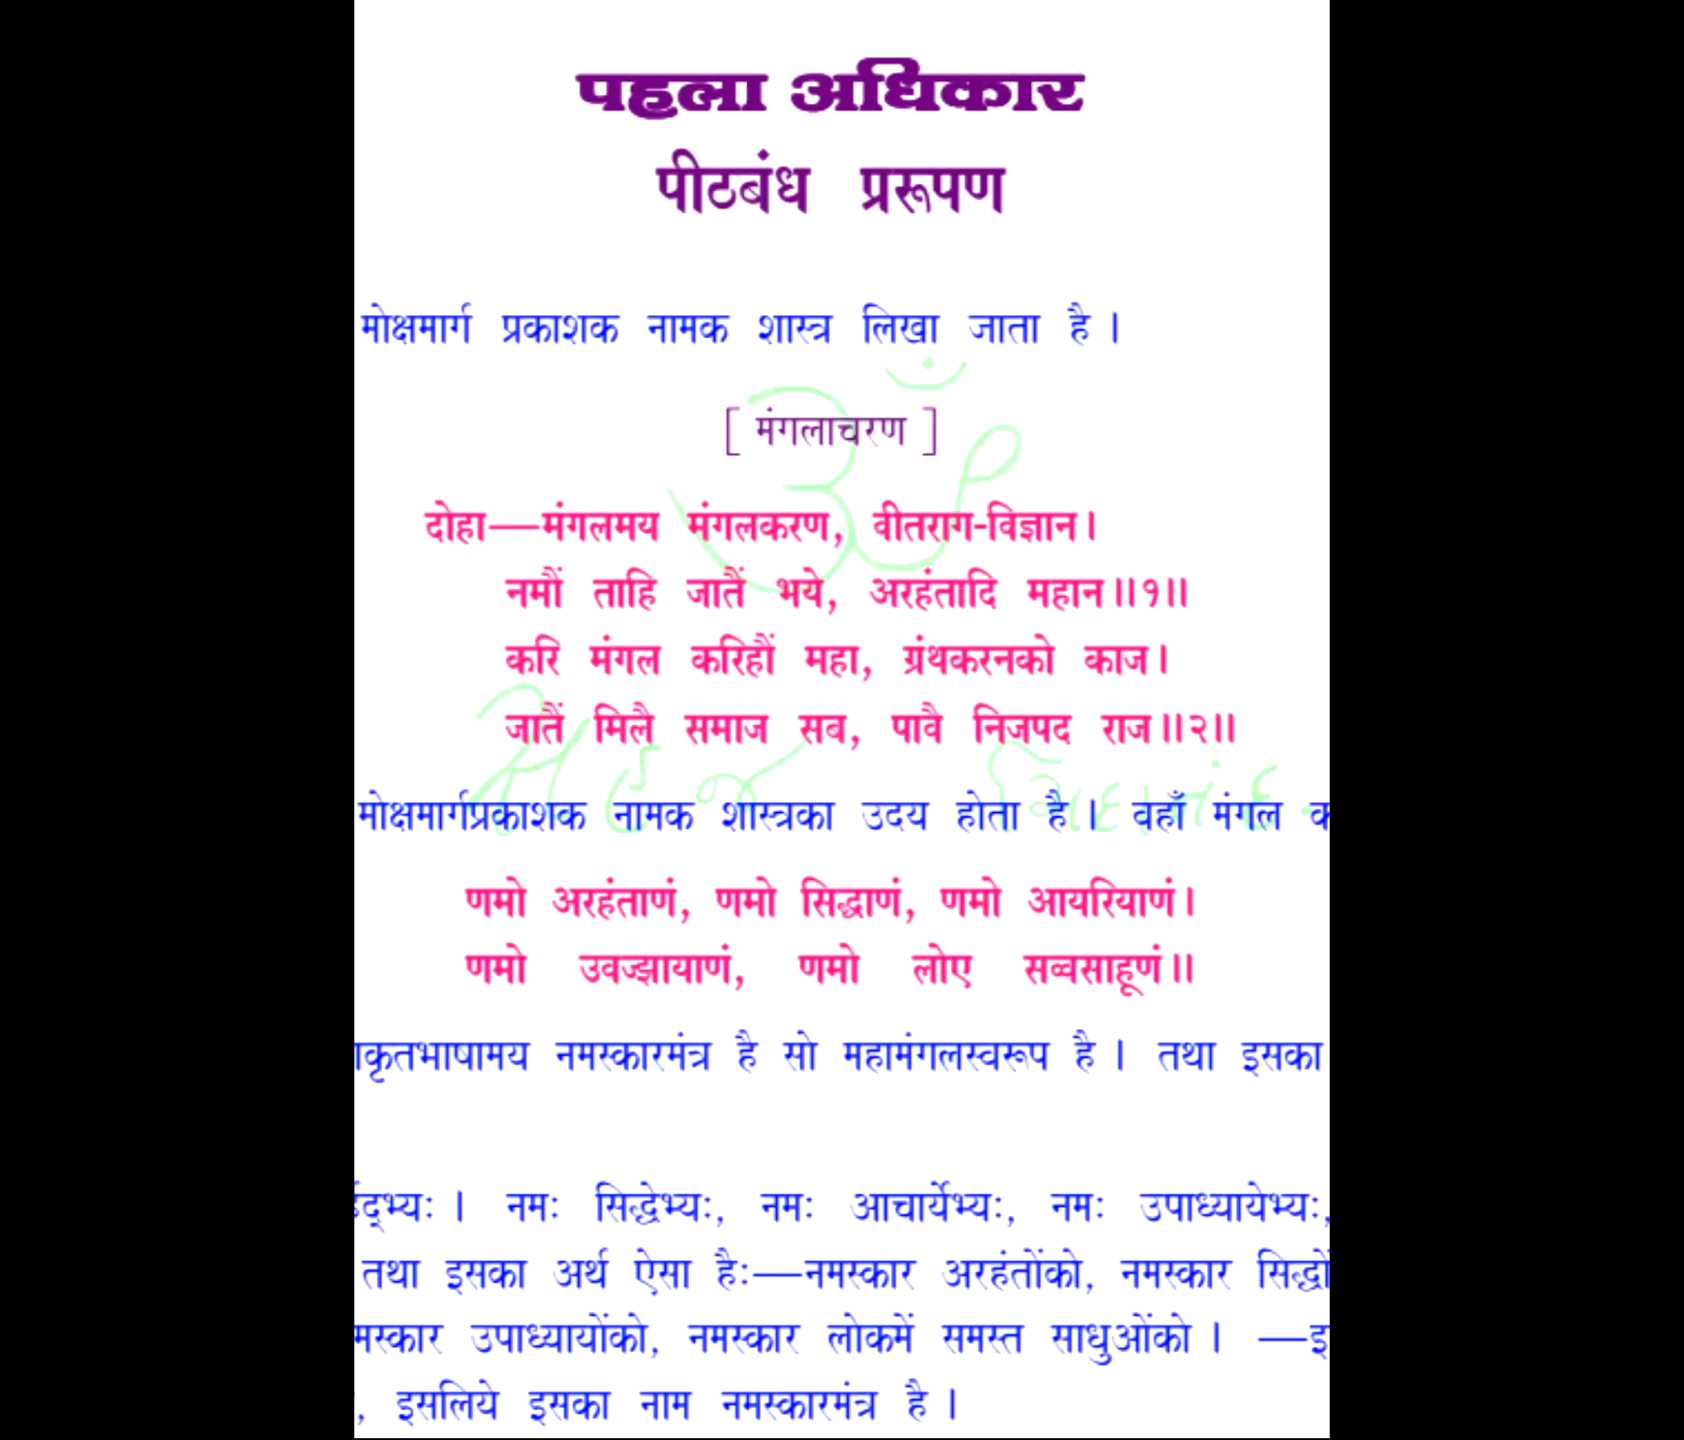 पहला अधिकार
पीठबंध प्ररूपण
मोक्षमार्ग प्रकाशक नामक शास्त्र लिखा जाता है ।
[ मंगलाचरण ]
दोहा—मंगलमय मंगलकरण, वीतराग-विज्ञान।
नमौं ताहि जातैं भये, अरहंतादि महान॥१॥
करि मंगल करिहौं महा, ग्रंथकरनको काज।
जातैं मिलै समाज सब, पावै निजपद राज॥२॥
मोक्षमार्गप्रकाशक नामक शास्त्रका उदय होता है । वहाँ मंगल
णमो अरहंताणं, णमो सिद्धाणं, णमो आयरियाणं।
णमो उवज्झायाणं, णमो लोए सव्वसाहूणं॥
नमस्कारमंत्र है सो महामंगलस्वरूप है । तथा इसका
नमः सिद्धेभ्यः, नमः आचार्येभ्यः, नमः उपाध्यायेभ्यः,
तथा इसका अर्थ ऐसा हैः—नमस्कार अरहंतोंको, नमस्कार
उपाध्यायोंको, नमस्कार लोकमें समस्त साधुओंको ।
, इसलिये इसका नाम नमस्कारमंत्र है ।